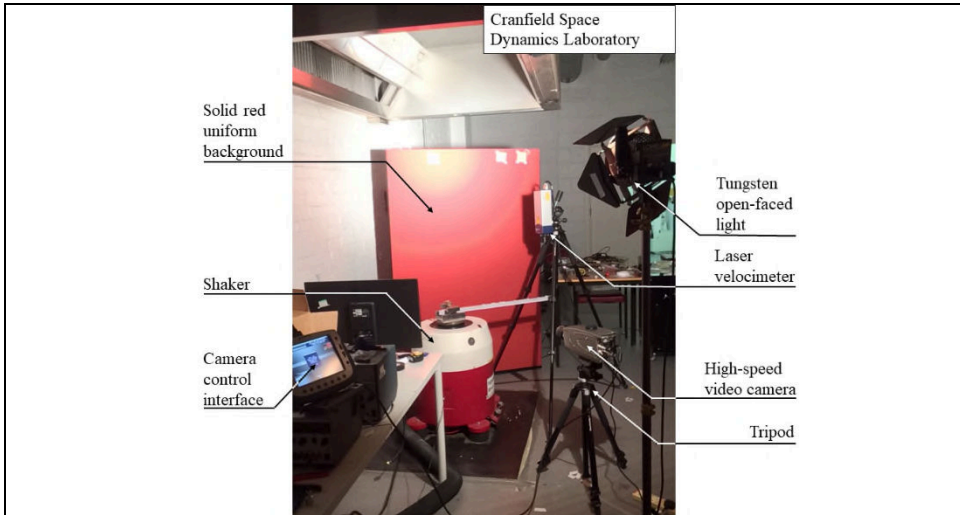 Cranfield Space
Dynamics Laboratory
Solid red
uniform
background
Shaker
Camera
control
interface
Tungsten
open-faced
light
Laser
velocimeter
High-speed
video camera
Tripod